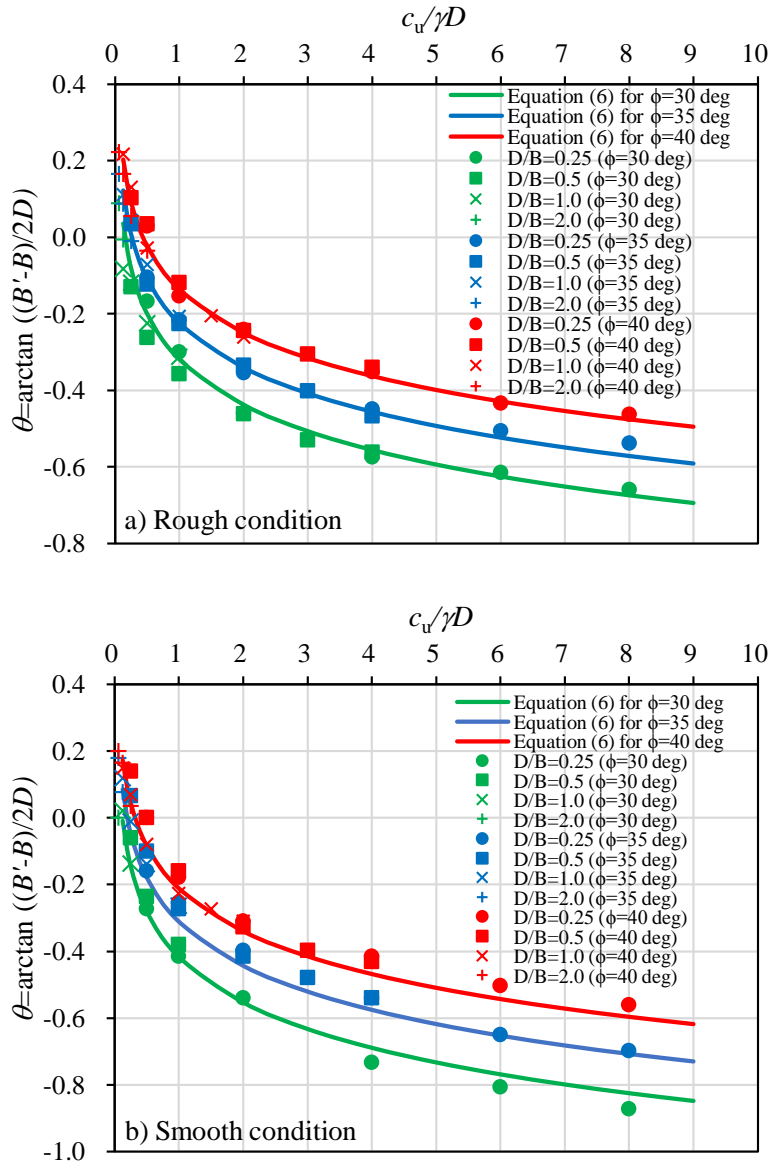 c_u/γD
0 1 2 3 4 5 6 7 8 9 10
0.4
0.2
0.0
-0.2
-0.4
-0.6
-0.8
θ=arctan ((B'-B)/2D)
Equation (6) for ϕ=30 deg
Equation (6) for ϕ=35 deg
Equation (6) for ϕ=40 deg
D/B=0.25 (ϕ=30 deg)
D/B=0.5 (ϕ=30 deg)
D/B=1.0 (ϕ=30 deg)
D/B=2.0 (ϕ=30 deg)
D/B=0.25 (ϕ=35 deg)
D/B=0.5 (ϕ=35 deg)
D/B=1.0 (ϕ=35 deg)
D/B=2.0 (ϕ=35 deg)
D/B=0.25 (ϕ=40 deg)
D/B=0.5 (ϕ=40 deg)
D/B=1.0 (ϕ=40 deg)
D/B=2.0 (ϕ=40 deg)
a) Rough condition
c_u/γD
0 1 2 3 4 5 6 7 8 9 10
0.4
0.2
0.0
-0.2
-0.4
-0.6
-0.8
-1.0
θ=arctan ((B'-B)/2D)
Equation (6) for ϕ=30 deg
Equation (6) for ϕ=35 deg
Equation (6) for ϕ=40 deg
D/B=0.25 (ϕ=30 deg)
D/B=0.5 (ϕ=30 deg)
D/B=1.0 (ϕ=30 deg)
D/B=2.0 (ϕ=30 deg)
D/B=0.25 (ϕ=35 deg)
D/B=0.5 (ϕ=35 deg)
D/B=1.0 (ϕ=35 deg)
D/B=2.0 (ϕ=35 deg)
D/B=0.25 (ϕ=40 deg)
D/B=0.5 (ϕ=40 deg)
D/B=1.0 (ϕ=40 deg)
D/B=2.0 (ϕ=40 deg)
b) Smooth condition